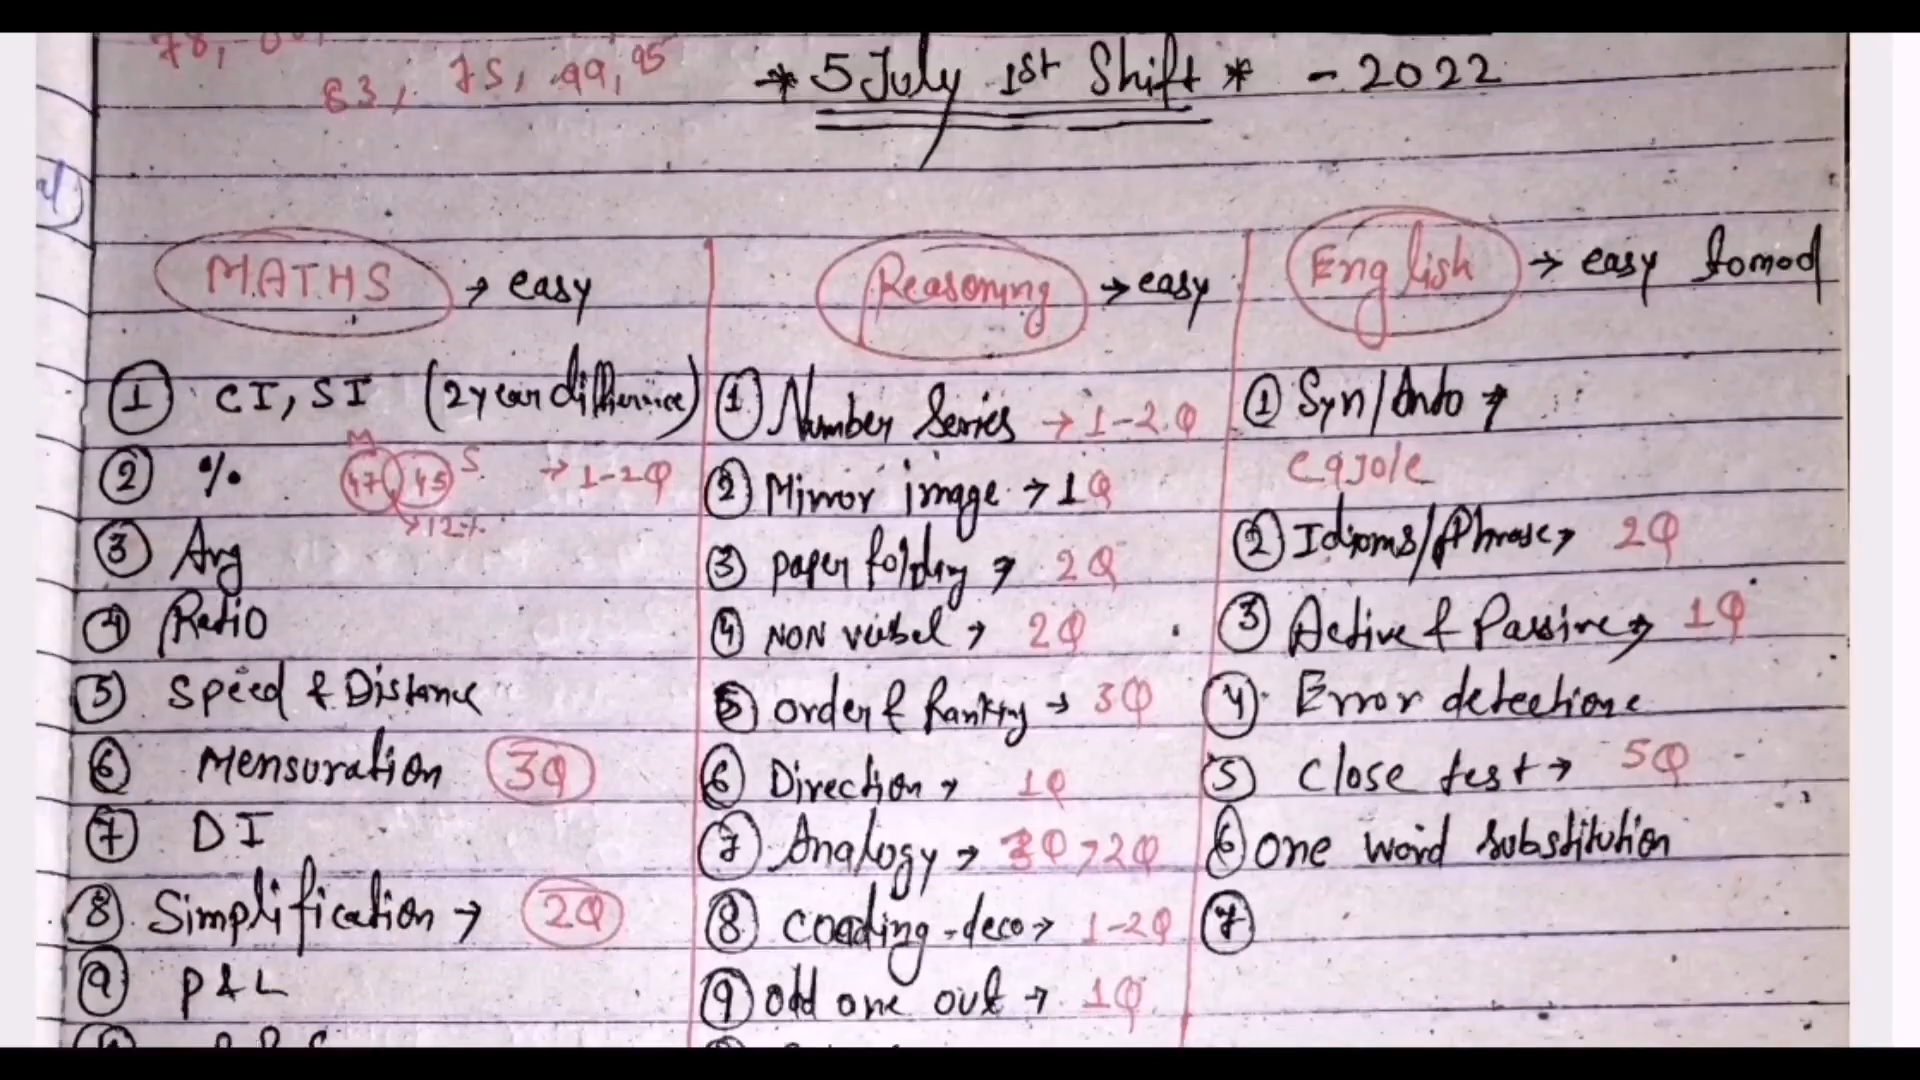 83, 75, 99, 95
* 5 July 1st Shift * - 2022
MATHS → easy
① CI, SI (2 year difference)
② % M 47 45 S → 1-2Q
→ 12%
③ Avg
④ Ratio
⑤ Speed & Distance
⑥ Mensuration 3Q
⑦ DI
⑧ Simplification → 2Q
⑨ P&L
Reasoning → easy
① Number Series → 1-2Q
② Mirror image → 1Q
③ paper folding → 2Q
④ NON verbel → 2Q
⑤ order & Ranking → 3Q
⑥ Direction → 1Q
⑦ Analogy → 3Q > 2Q
⑧ coading-deco → 1-2Q
⑨ odd one out → 1Q
English → easy to mod
① Syn/Anto →
② Idioms/Phrase → 2Q
③ Active & Passive → 1Q
④ Error detection
⑤ Close test → 5Q
⑥ one word substitution
⑦